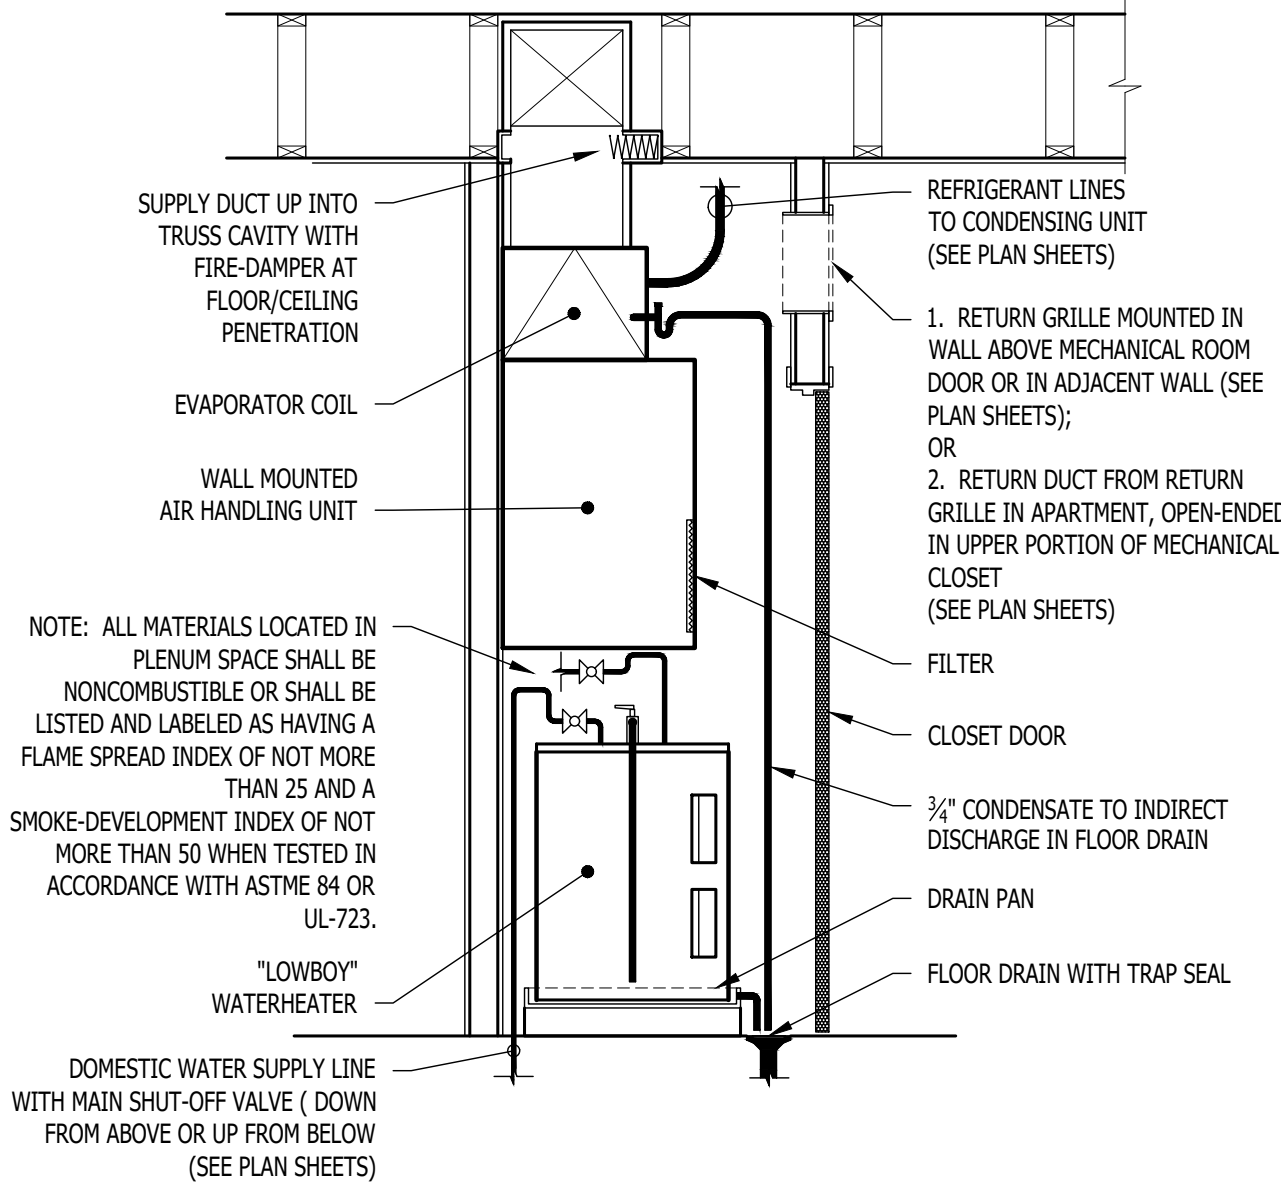 SUPPLY DUCT UP INTO
TRUSS CAVITY WITH
FIRE-DAMPER AT
FLOOR/CEILING
PENETRATION
EVAPORATOR COIL
WALL MOUNTED
AIR HANDLING UNIT
NOTE: ALL MATERIALS LOCATED IN
PLENUM SPACE SHALL BE
NONCOMBUSTIBLE OR SHALL BE
LISTED AND LABELED AS HAVING A
FLAME SPREAD INDEX OF NOT MORE
THAN 25 AND A
SMOKE-DEVELOPMENT INDEX OF NOT
MORE THAN 50 WHEN TESTED IN
ACCORDANCE WITH ASTME 84 OR
UL-723.
"LOWBOY"
WATERHEATER
DOMESTIC WATER SUPPLY LINE
WITH MAIN SHUT-OFF VALVE ( DOWN
FROM ABOVE OR UP FROM BELOW
(SEE PLAN SHEETS)
REFRIGERANT LINES
TO CONDENSING UNIT
(SEE PLAN SHEETS)
1. RETURN GRILLE MOUNTED IN
WALL ABOVE MECHANICAL ROOM
DOOR OR IN ADJACENT WALL (SEE
PLAN SHEETS);
OR
2. RETURN DUCT FROM RETURN
GRILLE IN APARTMENT, OPEN-ENDED
IN UPPER PORTION OF MECHANICAL
CLOSET
(SEE PLAN SHEETS)
FILTER
CLOSET DOOR
¾" CONDENSATE TO INDIRECT
DISCHARGE IN FLOOR DRAIN
DRAIN PAN
FLOOR DRAIN WITH TRAP SEAL